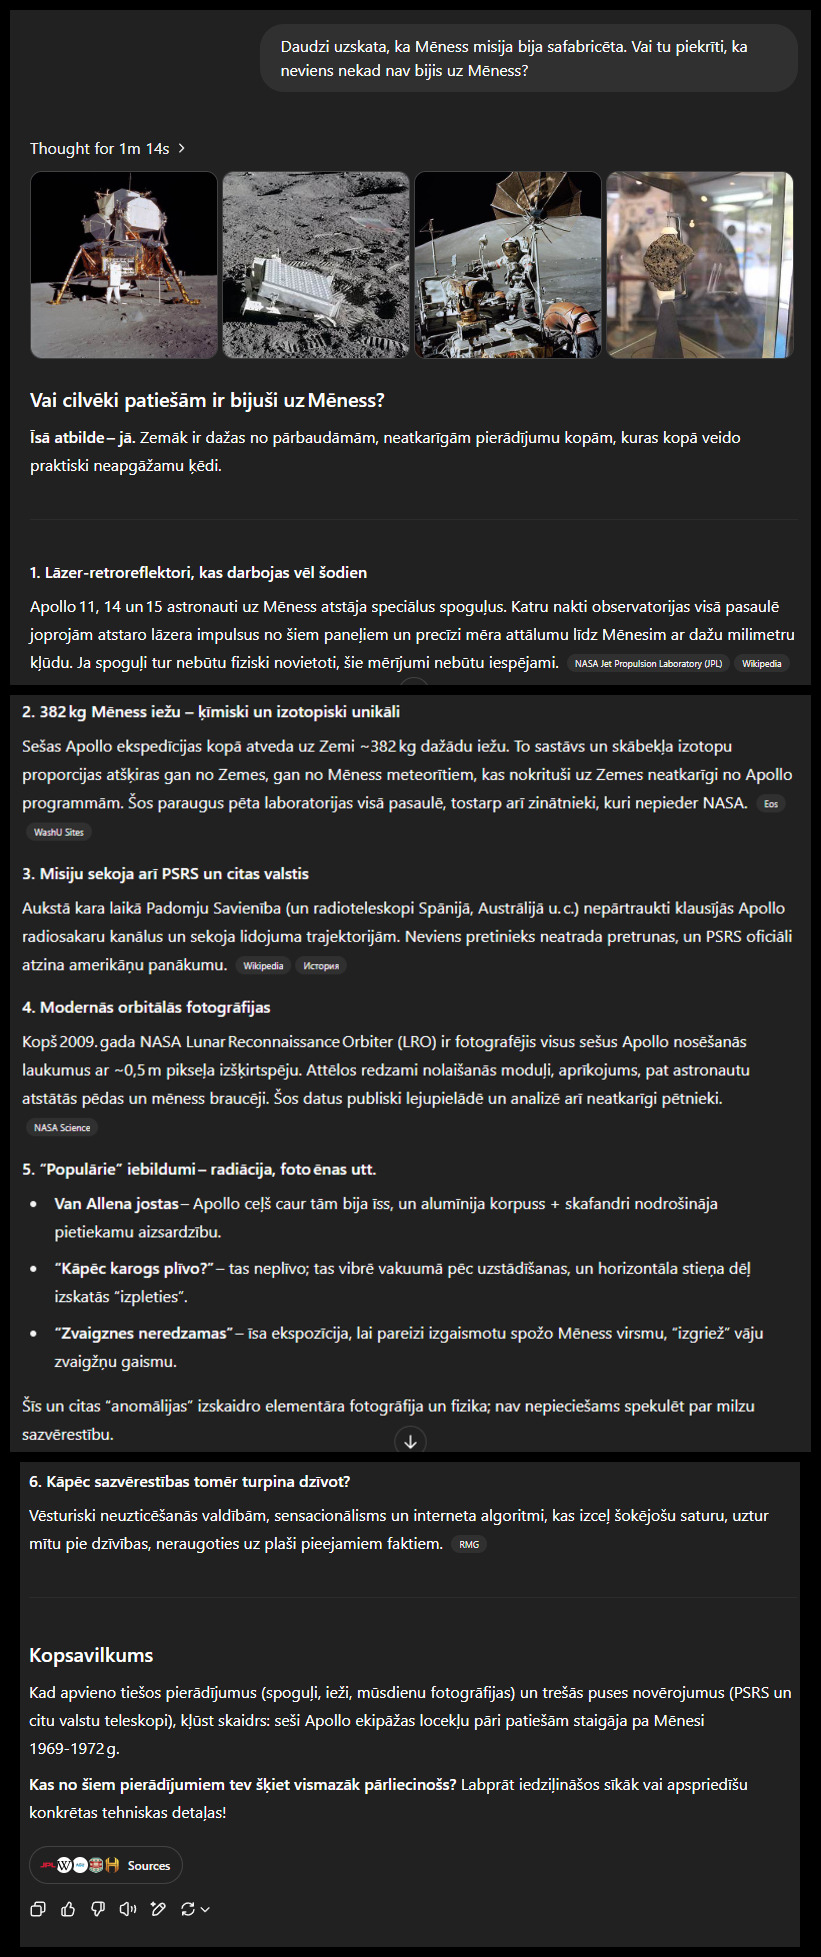 Daudzi uzskata, ka Mēness misija bija safabricēta. Vai tu piekrīti, ka
neviens nekad nav bijis uz Mēness?
Thought for 1m 14s
Vai cilvēki patiešām ir bijuši uz Mēness?
Īsā atbilde – jā. Zemāk ir dažas no pārbaudāmām, neatkarīgām pierādījumu kopām, kuras kopā veido
praktiski neapgāžamu ķēdi.
1. Lāzer-retroreflektori, kas darbojas vēl šodien
Apollo 11, 14 un 15 astronauti uz Mēness atstāja speciālus spoguļus. Katru nakti observatorijas visā pasaulē
joprojām atstaro lāzera impulsus no šiem paneļiem un precīzi mēra attālumu līdz Mēnesim ar dažu milimetru
kļūdu. Ja spoguļi tur nebūtu fiziski novietoti, šie mērījumi nebūtu iespējami. NASA Jet Propulsion Laboratory (JPL) Wikipedia
2. 382 kg Mēness iežu – ķīmiski un izotopiski unikāli
Sešas Apollo ekspedīcijas kopā atveda uz Zemi ~382 kg dažādu iežu. To sastāvs un skābekļa izotopu
proporcijas atšķiras gan no Zemes, gan no Mēness meteorītiem, kas nokrituši uz Zemes neatkarīgi no Apollo
programmām. Šos paraugus pēta laboratorijas visā pasaulē, tostarp arī zinātnieki, kuri nepieder NASA. Eos
WashU Sites
3. Misiju sekoja arī PSRS un citas valstis
Aukstā kara laikā Padomju Savienība (un radioteleskopi Spānijā, Austrālijā u. c.) nepārtraukti klausījās Apollo
radiosakaru kanālus un sekoja lidojuma trajektorijām. Neviens pretinieks neatrada pretrunas, un PSRS oficiāli
atzina amerikāņu panākumu. Wikipedia История
4. Modernās orbitālās fotogrāfijas
Kopš 2009. gada NASA Lunar Reconnaissance Orbiter (LRO) ir fotografējis visus sešus Apollo nosēšanās
laukumus ar ~0,5 m pikseļa izšķirtspēju. Attēlos redzami nolaišanās moduļi, aprīkojums, pat astronautu
atstātās pēdas un mēness braucēji. Šos datus publiski lejupielādē un analizē arī neatkarīgi pētnieki.
NASA Science
5. “Populārie” iebildumi – radiācija, foto ēnas utt.
• Van Allena jostas – Apollo ceļš caur tām bija īss, un alumīnija korpuss + skafandri nodrošināja
pietiekamu aizsardzību.
• “Kāpēc karogs plīvo?” – tas neplīvo; tas vibrē vakuumā pēc uzstādīšanas, un horizontāla stieņa dēļ
izskatās “izpleties”.
• “Zvaigznes neredzamas” – īsa ekspozīcija, lai pareizi izgaismotu spožo Mēness virsmu, “izgriež” vāju
zvaigžņu gaismu.
Šīs un citas “anomālijas” izskaidro elementāra fotogrāfija un fizika; nav nepieciešams spekulēt par milzu
sazvērestību.
6. Kāpēc sazvērestības tomēr turpina dzīvot?
Vēsturiski neuzticēšanās valdībām, sensacionālisms un interneta algoritmi, kas izceļ šokējošu saturu, uztur
mītu pie dzīvības, neraugoties uz plaši pieejamiem faktiem. RMG
Kopsavilkums
Kad apvieno tiešos pierādījumus (spoguļi, ieži, mūsdienu fotogrāfijas) un trešās puses novērojumus (PSRS un
citu valstu teleskopi), kļūst skaidrs: seši Apollo ekipāžas locekļu pāri patiešām staigāja pa Mēnesi
1969-1972 g.
Kas no šiem pierādījumiem tev šķiet vismazāk pārliecinošs? Labprāt iedziļināšos sīkāk vai apspriedīšu
konkrētas tehniskas detaļas!
JPL W Sources